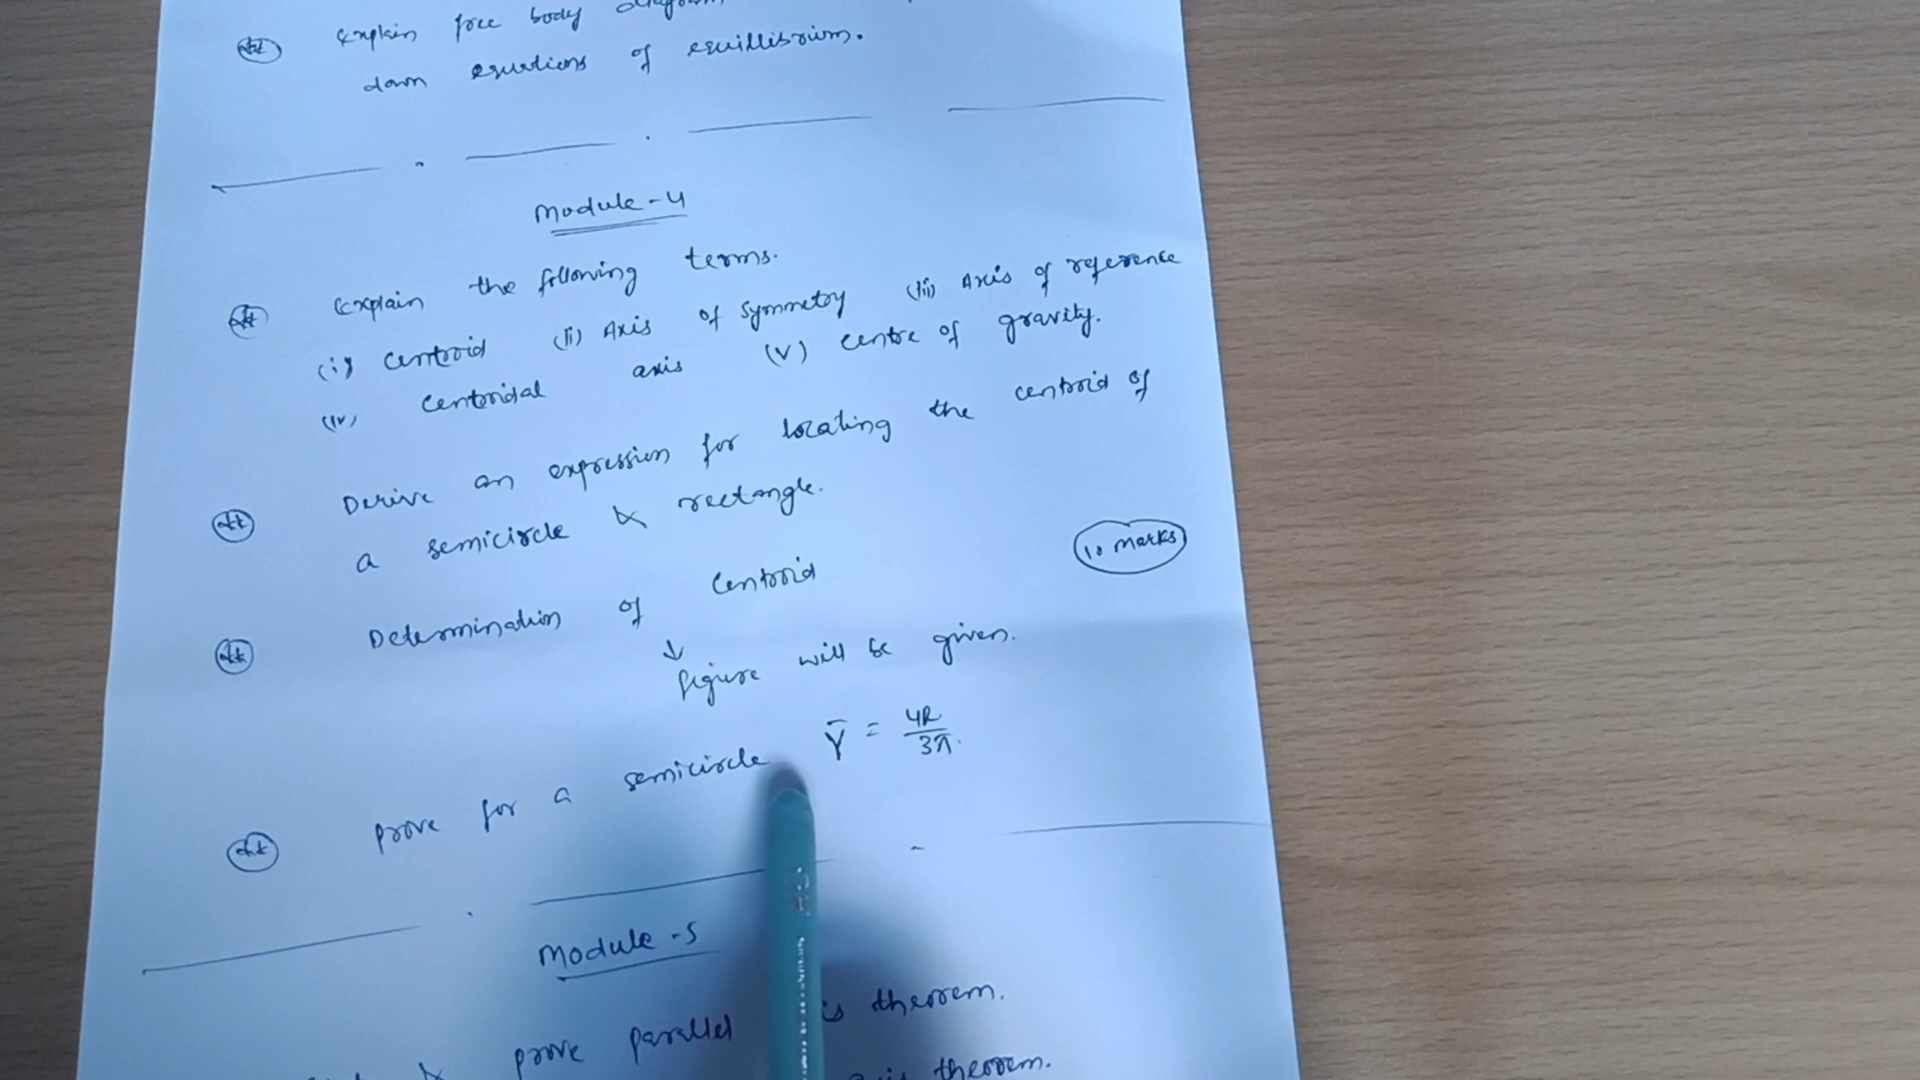 Explain free body diagram,
down equations of equillibrium.
Module-4
** Explain the following terms.
(i) Centroid (ii) Axis of symmetry (iii) Axis of reference
(iv) Centroidal axis (v) centre of gravity.
** Derive an expression for locating the centroid of
a semicircle & rectangle.
** Determination of Centroid
10 Marks
↓
figure will be given.
** prove for a semicircle Ȳ = 4R/3π.
Module-5
& prove parallel is theorem.
theorem.